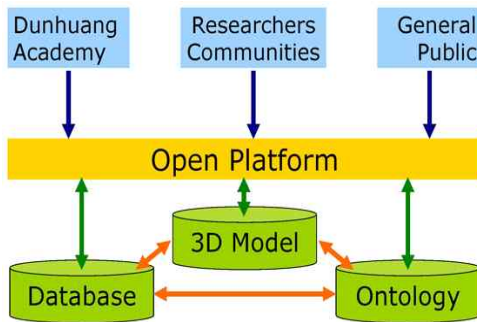 Dunhuang
Academy
Researchers
Communities
General
Public
Open Platform
3D Model
Database
Ontology